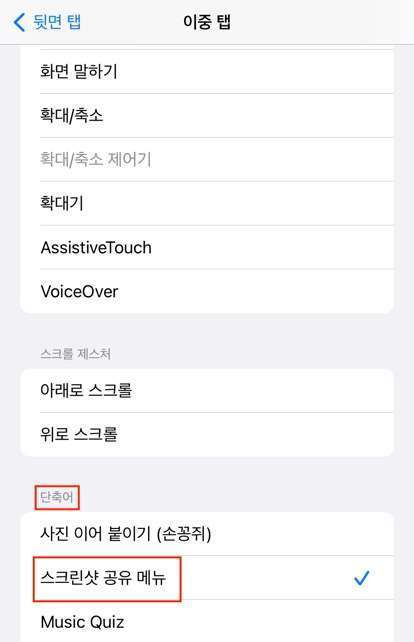 뒷면 탭
이중 탭
화면 말하기
확대/축소
확대/축소 제어기
확대기
AssistiveTouch
VoiceOver
스크롤 제스처
아래로 스크롤
위로 스크롤
단축어
사진 이어 붙이기 (손꽁쥐)
스크린샷 공유 메뉴
Music Quiz